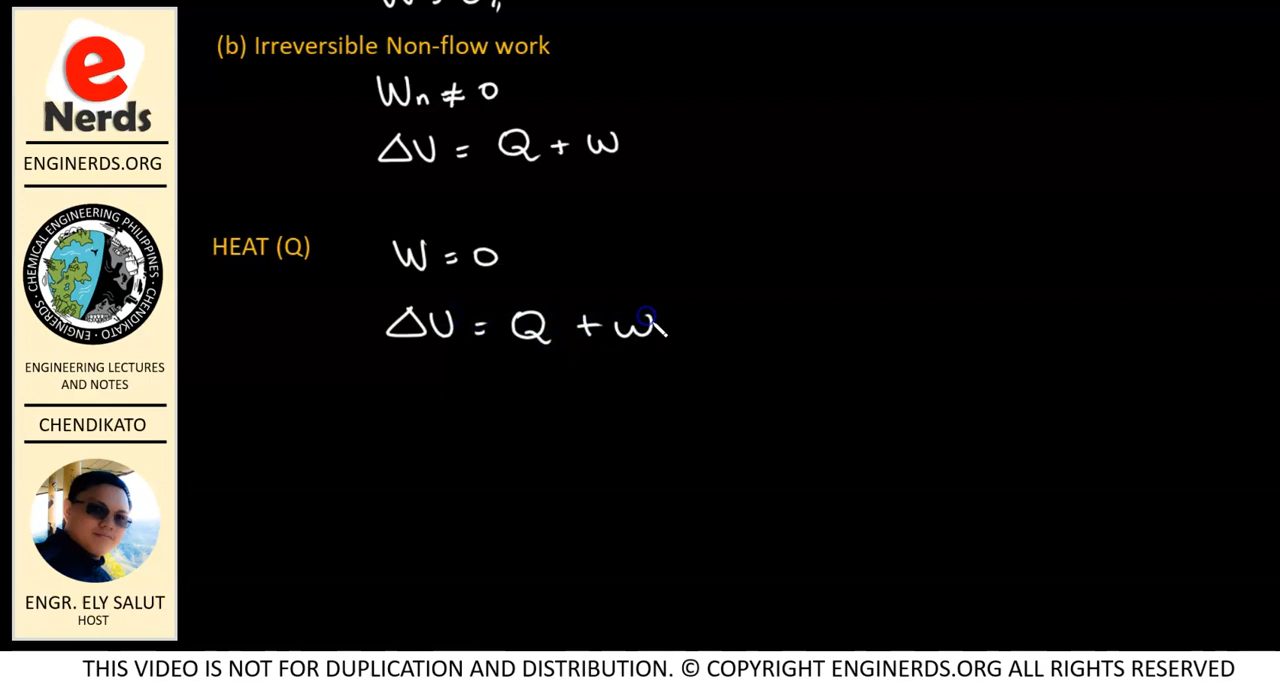 W = 0
(b) Irreversible Non-flow work
Wn ≠ 0
ΔU = Q + W
HEAT (Q)
W = 0
ΔU = Q + W
e
Nerds
ENGINERDS.ORG
CHEMICAL ENGINEERING PHILIPPINES
· CHENDIKATO · ENGINERDS ·
ENGINEERING LECTURES
AND NOTES
CHENDIKATO
ENGR. ELY SALUT
HOST
THIS VIDEO IS NOT FOR DUPLICATION AND DISTRIBUTION. © COPYRIGHT ENGINERDS.ORG ALL RIGHTS RESERVED